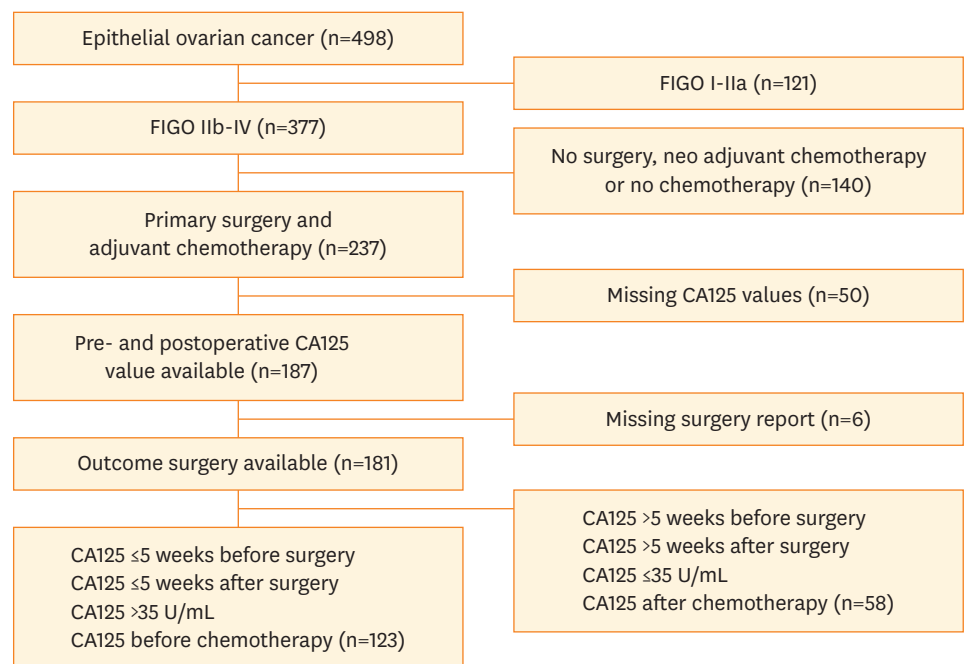 Epithelial ovarian cancer (n=498)
FIGO I-IIa (n=121)
FIGO IIb-IV (n=377)
No surgery, neo adjuvant chemotherapy
or no chemotherapy (n=140)
Primary surgery and
adjuvant chemotherapy (n=237)
Missing CA125 values (n=50)
Pre- and postoperative CA125
value available (n=187)
Missing surgery report (n=6)
Outcome surgery available (n=181)
CA125 >5 weeks before surgery
CA125 >5 weeks after surgery
CA125 ≤35 U/mL
CA125 after chemotherapy (n=58)
CA125 ≤5 weeks before surgery
CA125 ≤5 weeks after surgery
CA125 >35 U/mL
CA125 before chemotherapy (n=123)